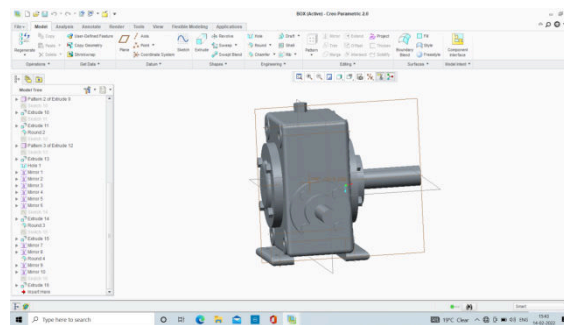 BOX (Active) - Creo Parametric 2.0
File Model Analysis Annotate Render Tools View Flexible Modeling Applications
Regenerate
Copy
Paste
Delete
User-Defined Feature
Copy Geometry
Shrinkwrap
Plane
Axis
Point
Coordinate System
Sketch
Extrude
Revolve
Sweep
Swept Blend
Hole
Round
Chamfer
Draft
Shell
Rib
Pattern
Mirror
Trim
Merge
Extend
Offset
Intersect
Project
Thicken
Solidify
Boundary Blend
Fill
Style
Freestyle
Component Interface
Operations Get Data Datum Shapes Engineering Editing Surfaces Model Intent
Model Tree
Pattern 2 of Extrude 9
Extrude 10
Extrude 11
Round 2
Pattern 3 of Extrude 12
Extrude 13
Hole 1
Mirror 1
Mirror 2
Mirror 3
Mirror 4
Mirror 5
Mirror 6
Extrude 14
Round 3
Extrude 15
Mirror 7
Mirror 8
Round 4
Mirror 9
Mirror 10
Extrude 16
Insert Here
Smart
Type here to search
19°C Clear
ENG
15:43
14-02-2022